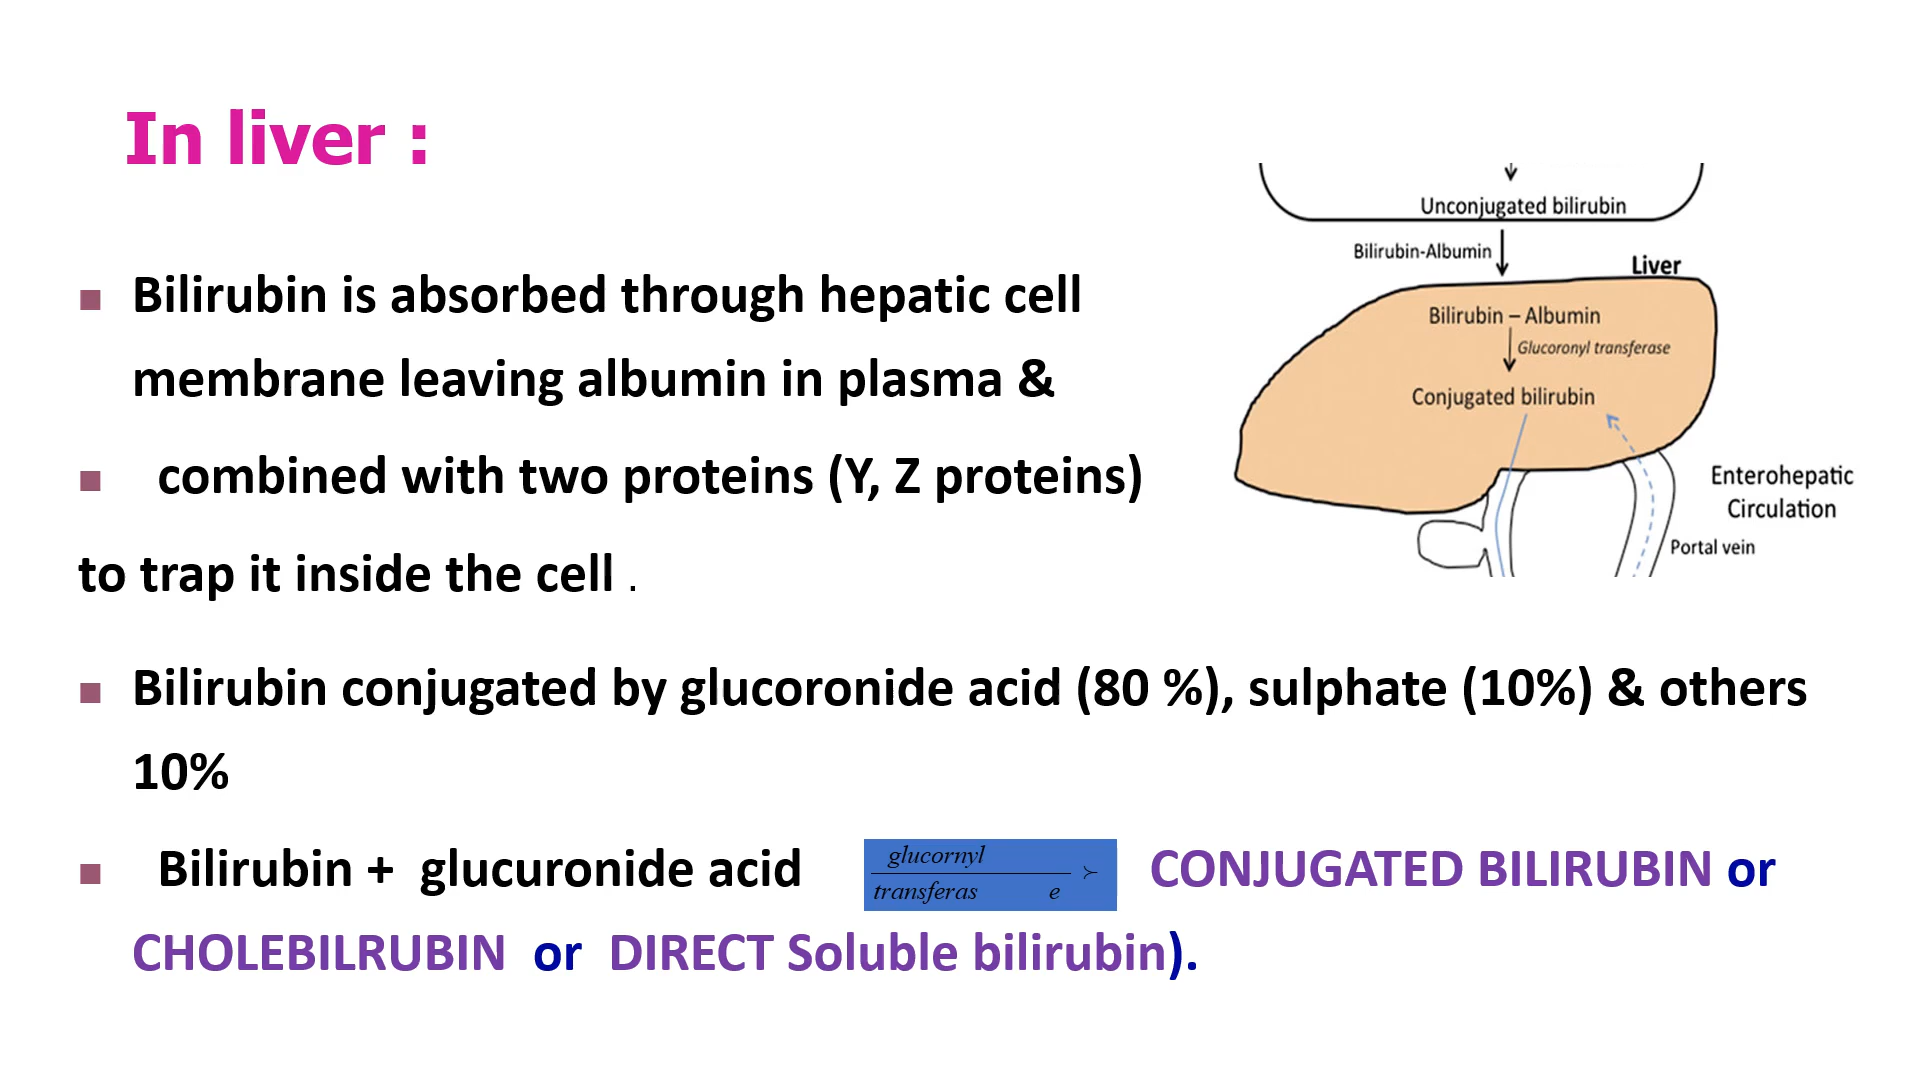 In liver :
Bilirubin is absorbed through hepatic cell
membrane leaving albumin in plasma &
combined with two proteins (Y, Z proteins)
to trap it inside the cell .
Unconjugated bilirubin
Bilirubin-Albumin
Liver
Bilirubin – Albumin
Glucoronyl transferase
Conjugated bilirubin
Enterohepatic
Circulation
Portal vein
Bilirubin conjugated by glucoronide acid (80 %), sulphate (10%) & others
10%
Bilirubin + glucuronide acid
glucornyl
transferas e
≻
CONJUGATED BILIRUBIN or
CHOLEBILRUBIN or DIRECT Soluble bilirubin).